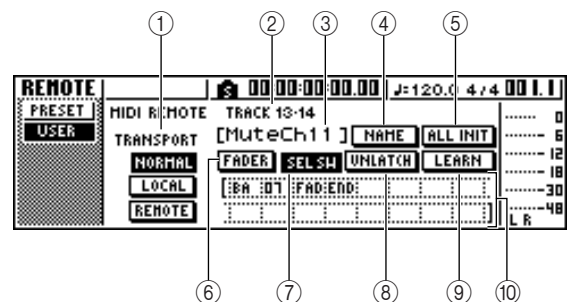 ① ② ③ ④ ⑤
REMOTE 00:00:00:00.00 ♩=120.0 4/4 001.1
PRESET MIDI REMOTE TRACK 13-14 0
USER TRANSPORT [MuteCh11 ] NAME ALL INIT 6
NORMAL FADER SEL SW UNLATCH LEARN 12
LOCAL [BA 07 FAD END 18
30
REMOTE ] 48
L R
⑥ ⑦ ⑧ ⑨ ⑩